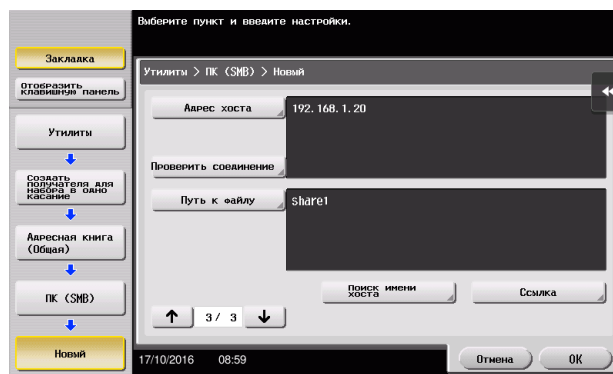 Выберите пункт и введите настройки.
Закладка
Отобразить
клавишную панель
Утилиты > ПК (SMB) > Новый
Адрес хоста
192.168.1.20
Утилиты
Проверить соединение
Создать
получателя для
набора в одно
касание
Путь к файлу
share1
Адресная книга
(Общая)
Поиск имени
хоста
Ссылка
ПК (SMB)
3/ 3
Новый
17/10/2016 08:59
Отмена
OK